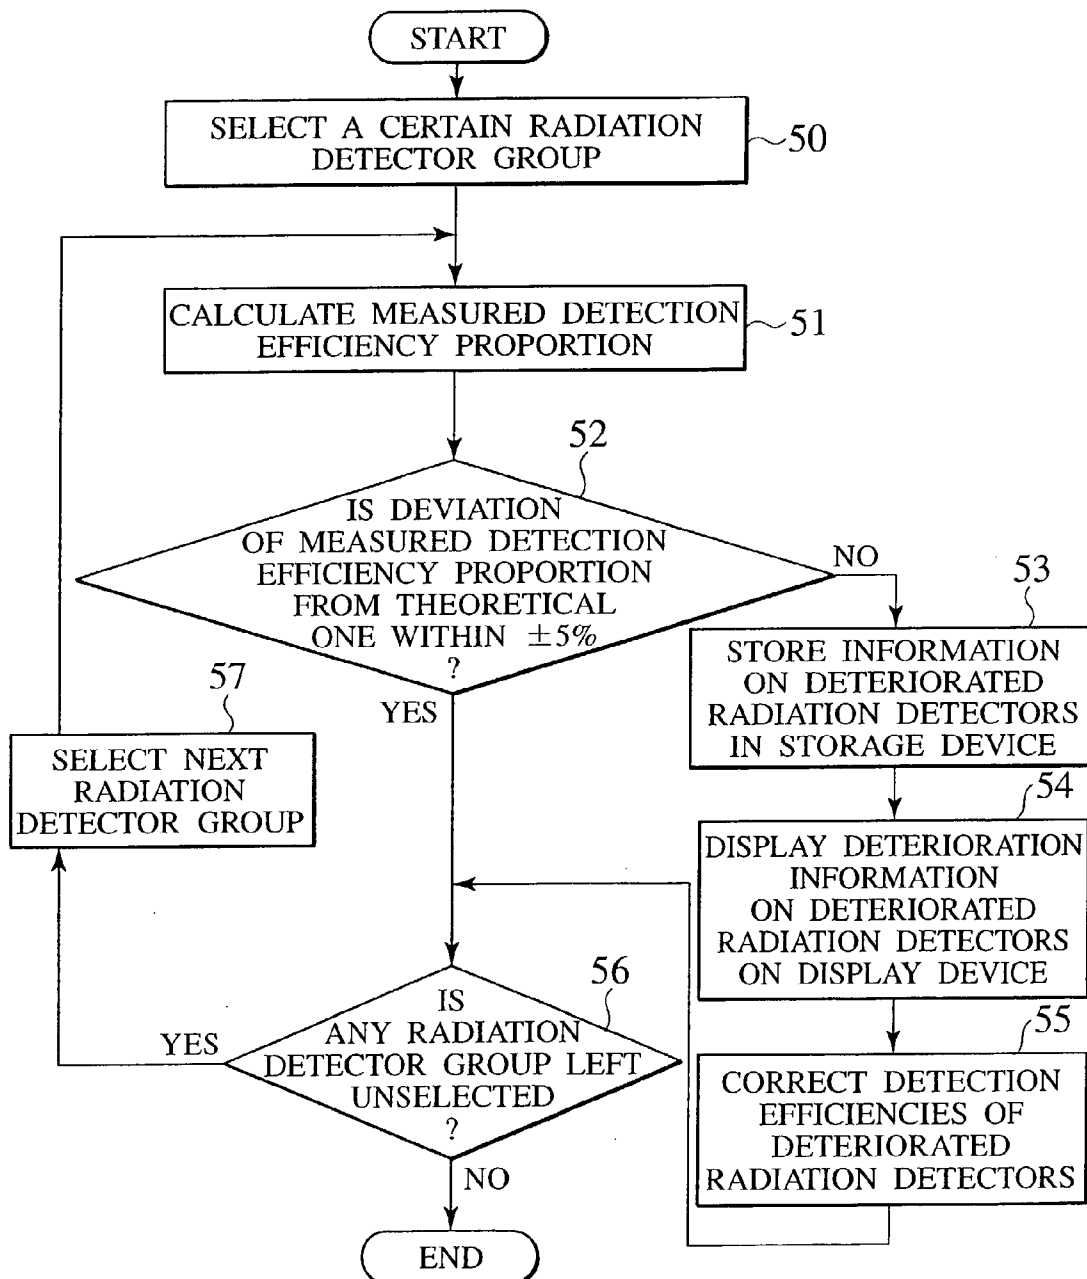 START
SELECT A CERTAIN RADIATION
DETECTOR GROUP
50
CALCULATE MEASURED DETECTION
EFFICIENCY PROPORTION
51
52
IS DEVIATION
OF MEASURED DETECTION
EFFICIENCY PROPORTION
FROM THEORETICAL
ONE WITHIN ±5%
?
NO
YES
53
STORE INFORMATION
ON DETERIORATED
RADIATION DETECTORS
IN STORAGE DEVICE
54
DISPLAY DETERIORATION
INFORMATION
ON DETERIORATED
RADIATION DETECTORS
ON DISPLAY DEVICE
55
CORRECT DETECTION
EFFICIENCIES OF
DETERIORATED
RADIATION DETECTORS
56
IS
ANY RADIATION
DETECTOR GROUP LEFT
UNSELECTED
?
YES
NO
57
SELECT NEXT
RADIATION
DETECTOR GROUP
END